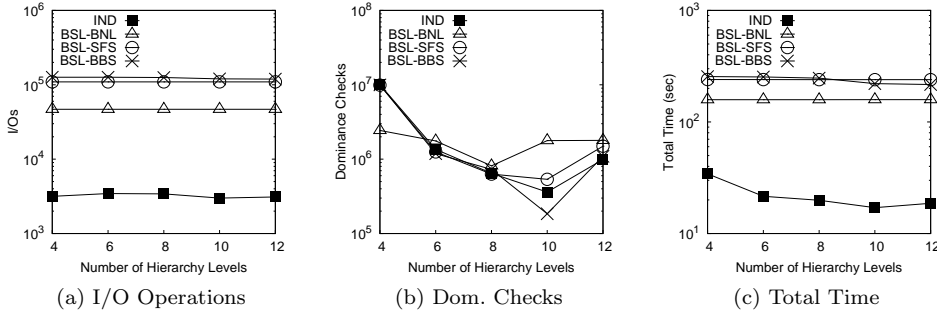 10^6
10^5
10^4
10^3
I/Os
IND
BSL-BNL
BSL-SFS
BSL-BBS
4 6 8 10 12
Number of Hierarchy Levels
(a) I/O Operations
10^8
10^7
10^6
10^5
Dominance Checks
IND
BSL-BNL
BSL-SFS
BSL-BBS
4 6 8 10 12
Number of Hierarchy Levels
(b) Dom. Checks
10^3
10^2
10^1
Total Time (sec)
IND
BSL-BNL
BSL-SFS
BSL-BBS
4 6 8 10 12
Number of Hierarchy Levels
(c) Total Time